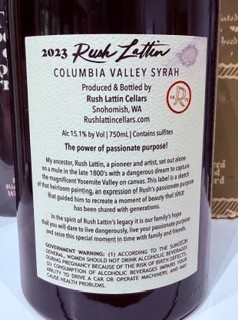 2023 Rush Lattin
COLUMBIA VALLEY SYRAH
Produced & Bottled by
Rush Lattin Cellars
Snohomish, WA
Rushlattincellars.com
Alc 15.1% by Vol | 750mL | Contains sulfites
The power of passionate purpose!
My ancestor, Rush Lattin, a pioneer and artist, set out alone
on a mule in the late 1800's with a dangerous dream to capture
the magnificent Yosemite Valley on canvas. This label is a sketch
of that heirloom painting, an expression of Rush's passionate purpose
that guided him to recreate a moment of beauty that since
has been shared with generations.
In the spirit of Rush Lattin's legacy it is our family's hope
that you will dare to live dangerously, live your passionate purpose
and seize this special moment in time with family and friends.
GOVERNMENT WARNING: (1) ACCORDING TO THE SURGEON
GENERAL, WOMEN SHOULD NOT DRINK ALCOHOLIC BEVERAGES
DURING PREGNANCY BECAUSE OF THE RISK OF BIRTH DEFECTS.
(2) CONSUMPTION OF ALCOHOLIC BEVERAGES IMPAIRS YOUR
ABILITY TO DRIVE A CAR OR OPERATE MACHINERY, AND MAY
CAUSE HEALTH PROBLEMS.